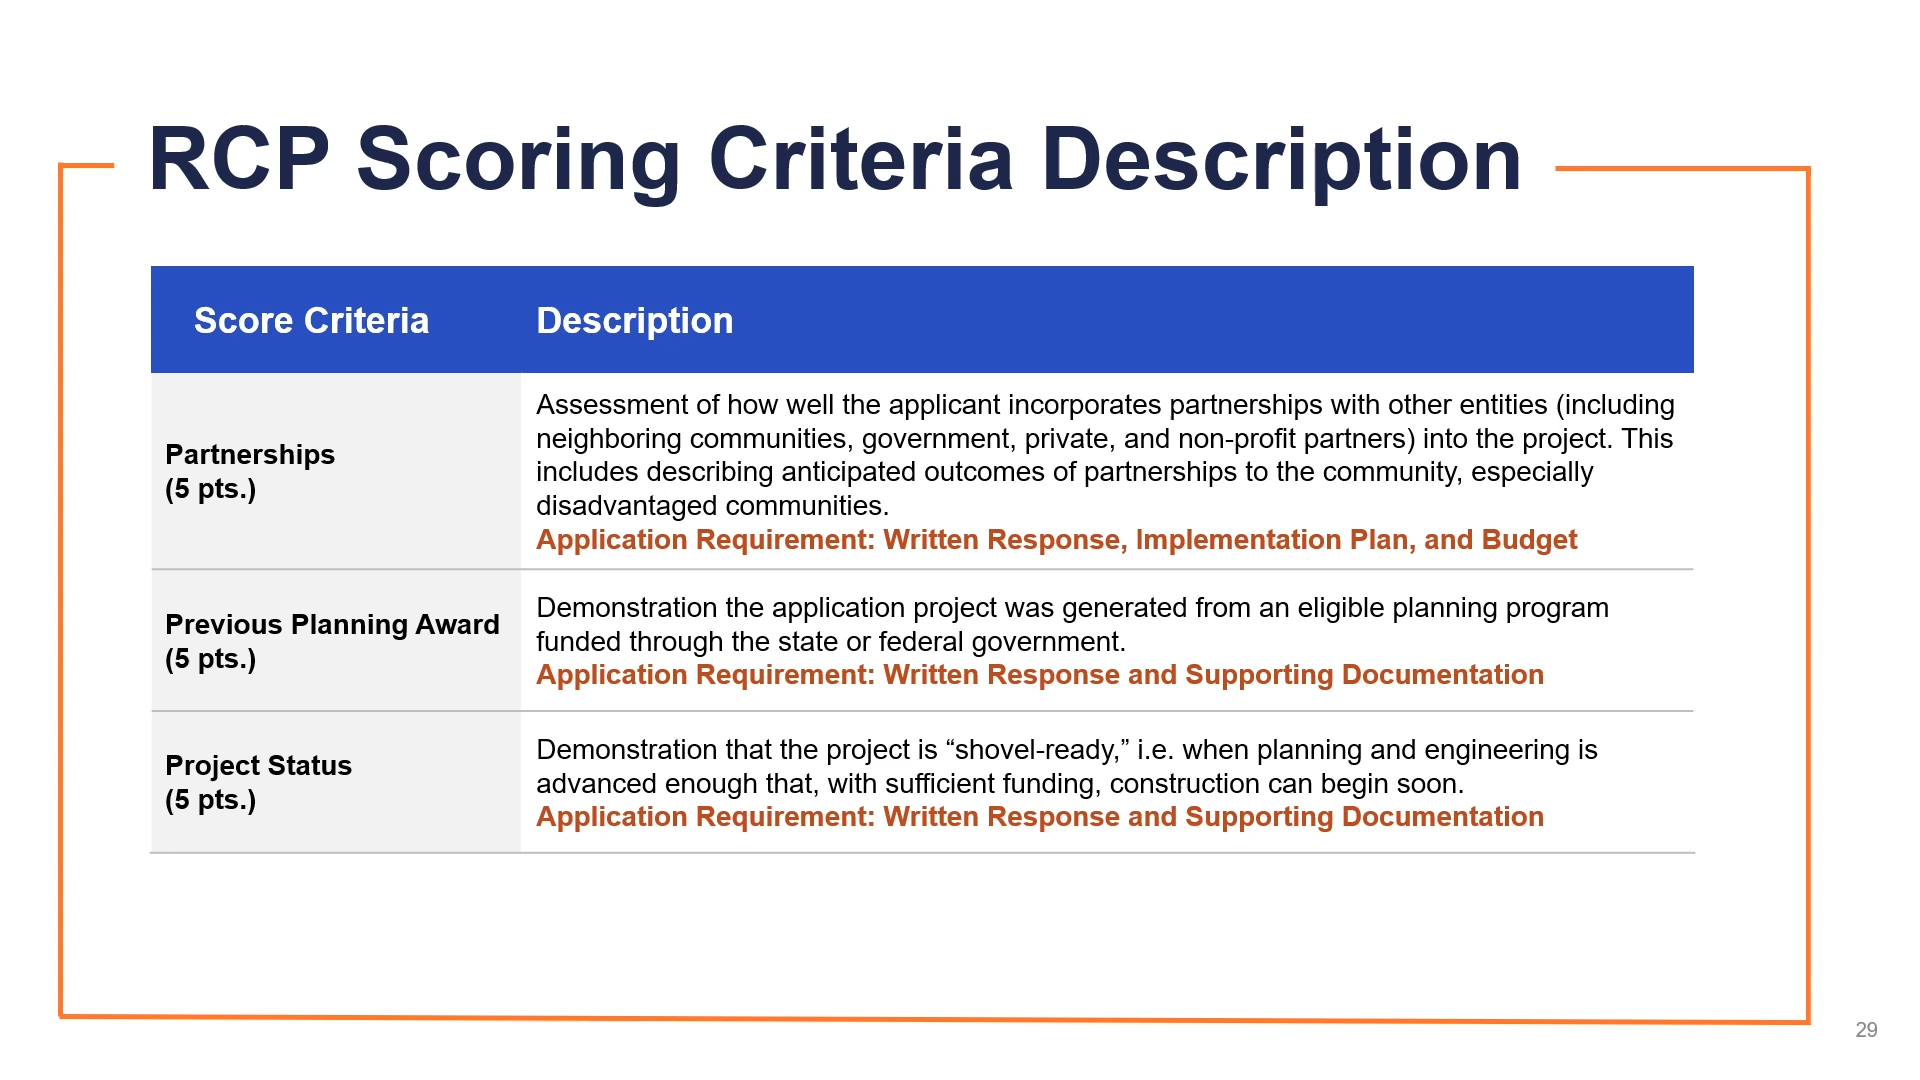 RCP Scoring Criteria Description
Score Criteria
Description
Partnerships
(5 pts.)
Assessment of how well the applicant incorporates partnerships with other entities (including
neighboring communities, government, private, and non-profit partners) into the project. This
includes describing anticipated outcomes of partnerships to the community, especially
disadvantaged communities.
Application Requirement: Written Response, Implementation Plan, and Budget
Previous Planning Award
(5 pts.)
Demonstration the application project was generated from an eligible planning program
funded through the state or federal government.
Application Requirement: Written Response and Supporting Documentation
Project Status
(5 pts.)
Demonstration that the project is “shovel-ready,” i.e. when planning and engineering is
advanced enough that, with sufficient funding, construction can begin soon.
Application Requirement: Written Response and Supporting Documentation
29